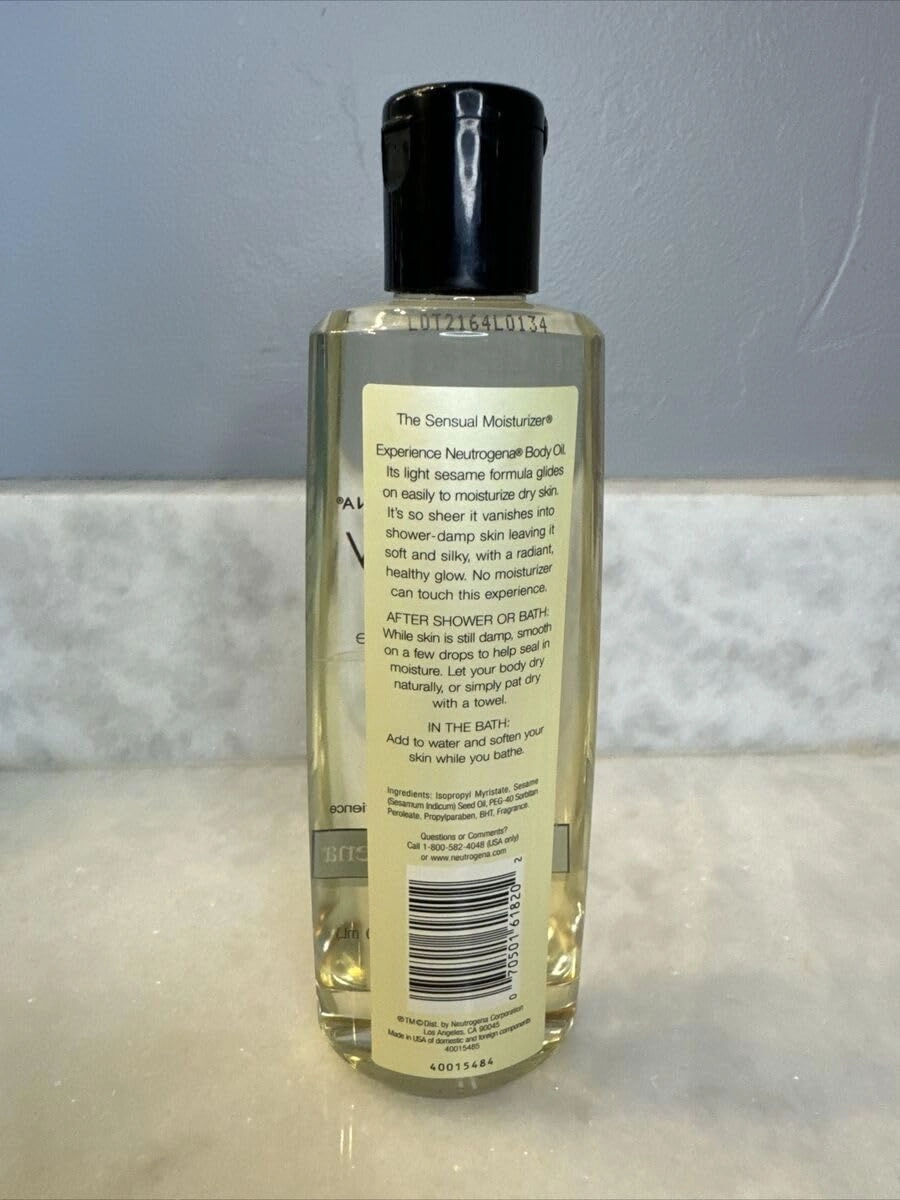 LOT2164L0134
The Sensual Moisturizer®
Experience Neutrogena® Body Oil.
Its light sesame formula glides
on easily to moisturize dry skin.
It's so sheer it vanishes into
shower-damp skin leaving it
soft and silky, with a radiant,
healthy glow. No moisturizer
can touch this experience.
AFTER SHOWER OR BATH:
While skin is still damp, smooth
on a few drops to help seal in
moisture. Let your body dry
naturally, or simply pat dry
with a towel.
IN THE BATH:
Add to water and soften your
skin while you bathe.
Ingredients: Isopropyl Myristate, Sesame
(Sesamum Indicum) Seed Oil, PEG-40 Sorbitan
Peroleate, Propylparaben, BHT, Fragrance.
Questions or Comments?
Call 1-800-582-4048 (USA only)
or www.neutrogena.com
0 70501 61820 2
®TM©Dist. by Neutrogena Corporation
Los Angeles, CA 90045
Made in USA of domestic and foreign components
40015485
40015484